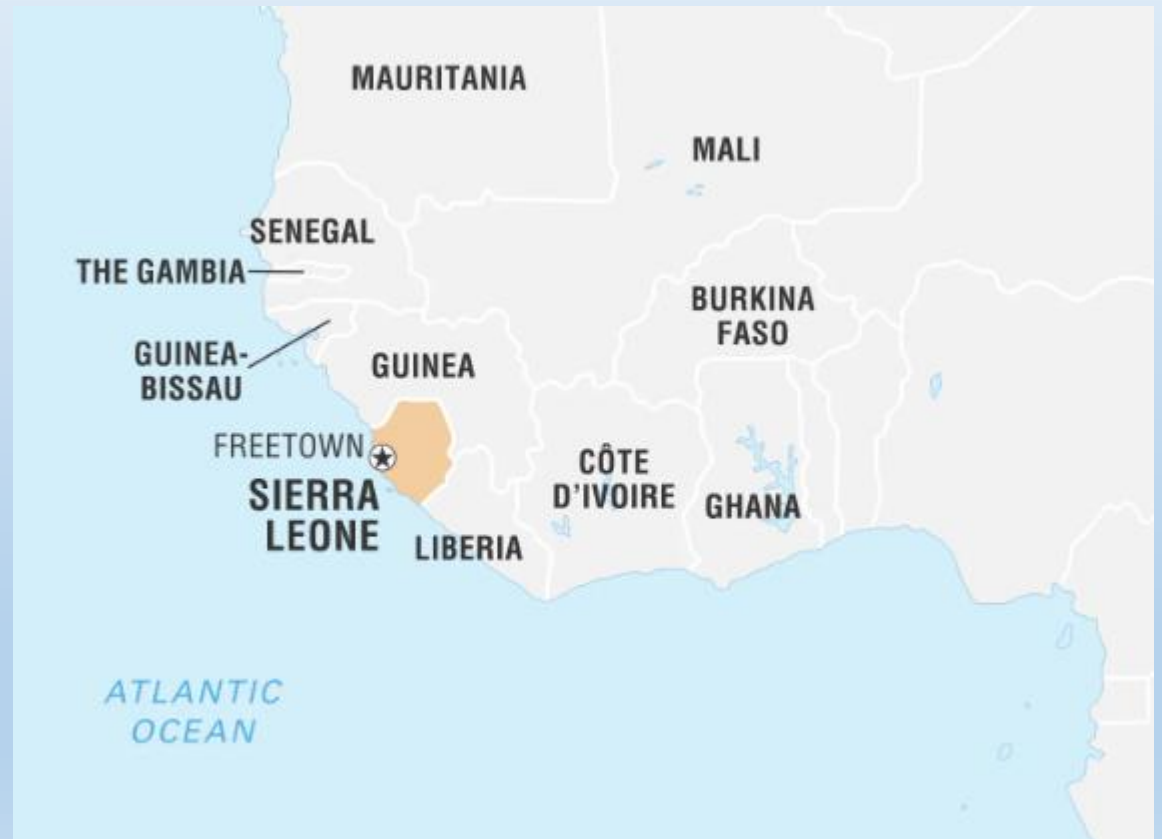 MAURITANIA
MALI
SENEGAL
THE GAMBIA
BURKINA
FASO
GUINEA-
BISSAU
GUINEA
FREETOWN
SIERRA
LEONE
CÔTE
D'IVOIRE
GHANA
LIBERIA
ATLANTIC
OCEAN